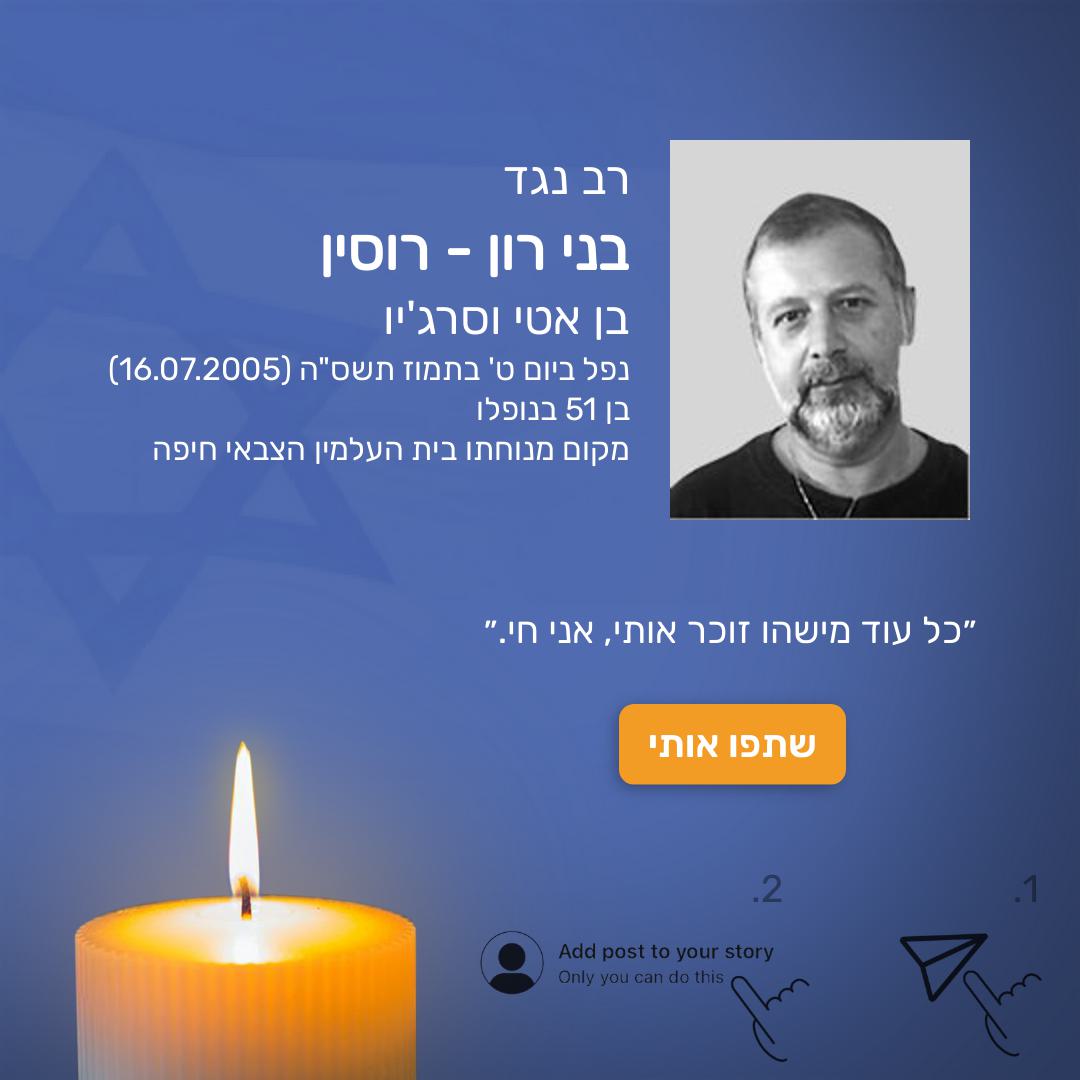 רב נגד
בני רון - רוסין
בן אטי וסרג'יו
נפל ביום ט' בתמוז תשס"ה (16.07.2005)
בן 51 בנופלו
מקום מנוחתו בית העלמין הצבאי חיפה
״כל עוד מישהו זוכר אותי, אני חי.״
שתפו אותי
1.
2.
Add post to your story
Only you can do this